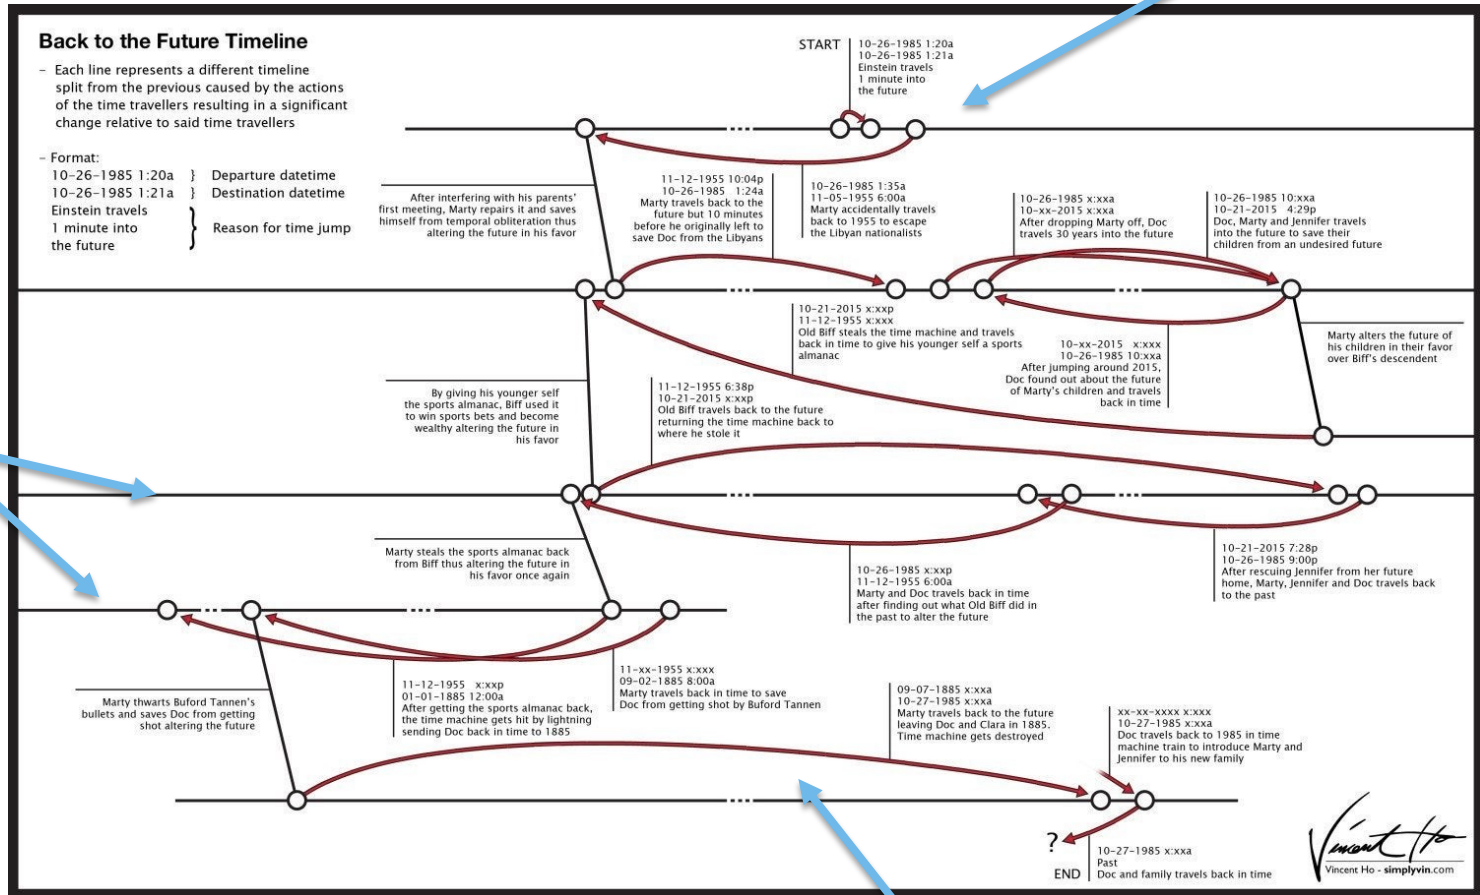 Back to the Future Timeline
– Each line represents a different timeline
split from the previous caused by the actions
of the time travellers resulting in a significant
change relative to said time travellers
– Format:
10-26-1985 1:20a } Departure datetime
10-26-1985 1:21a } Destination datetime
Einstein travels
1 minute into
the future
} Reason for time jump
START
10-26-1985 1:20a
10-26-1985 1:21a
Einstein travels
1 minute into
the future
After interfering with his parents'
first meeting, Marty repairs it and saves
himself from temporal obliteration thus
altering the future in his favor
11-12-1955 10:04p
10-26-1985 1:24a
Marty travels back to the
future but 10 minutes
before he originally left to
save Doc from the Libyans
10-26-1985 1:35a
11-05-1955 6:00a
Marty accidentally travels
back to 1955 to escape
the Libyan nationalists
10-26-1985 x:xxa
10-xx-2015 x:xxa
After dropping Marty off, Doc
travels 30 years into the future
10-26-1985 10:xxa
10-21-2015 4:29p
Doc, Marty and Jennifer travels
into the future to save their
children from an undesired future
10-21-2015 x:xxp
11-12-1955 x:xxx
Old Biff steals the time machine and travels
back in time to give his younger self a sports
almanac
10-xx-2015 x:xxx
10-26-1985 10:xxa
After jumping around 2015,
Doc found out about the future
of Marty's children and travels
back in time
Marty alters the future of
his children in their favor
over Biff's descendent
By giving his younger self
the sports almanac, Biff used it
to win sports bets and become
wealthy altering the future in
his favor
11-12-1955 6:38p
10-21-2015 x:xxp
Old Biff travels back to the future
returning the time machine back to
where he stole it
Marty steals the sports almanac back
from Biff thus altering the future in
his favor once again
10-26-1985 x:xxp
11-12-1955 6:00a
Marty and Doc travels back in time
after finding out what Old Biff did in
the past to alter the future
10-21-2015 7:28p
10-26-1985 9:00p
After rescuing Jennifer from her future
home, Marty, Jennifer and Doc travels back
to the past
Marty thwarts Buford Tannen's
bullets and saves Doc from getting
shot altering the future
11-12-1955 x:xxp
01-01-1885 12:00a
After getting the sports almanac back,
the time machine gets hit by lightning
sending Doc back in time to 1885
11-xx-1955 x:xxx
09-02-1885 8:00a
Marty travels back in time to save
Doc from getting shot by Buford Tannen
09-07-1885 x:xxa
10-27-1985 x:xxa
Marty travels back to the future
leaving Doc and Clara in 1885.
Time machine gets destroyed
xx-xx-xxxx x:xxx
10-27-1985 x:xxa
Doc travels back to 1985 in time
machine train to introduce Marty and
Jennifer to his new family
?
END
10-27-1985 x:xxa
Past
Doc and family travels back in time
Vincent Ho
Vincent Ho - simplyvin.com